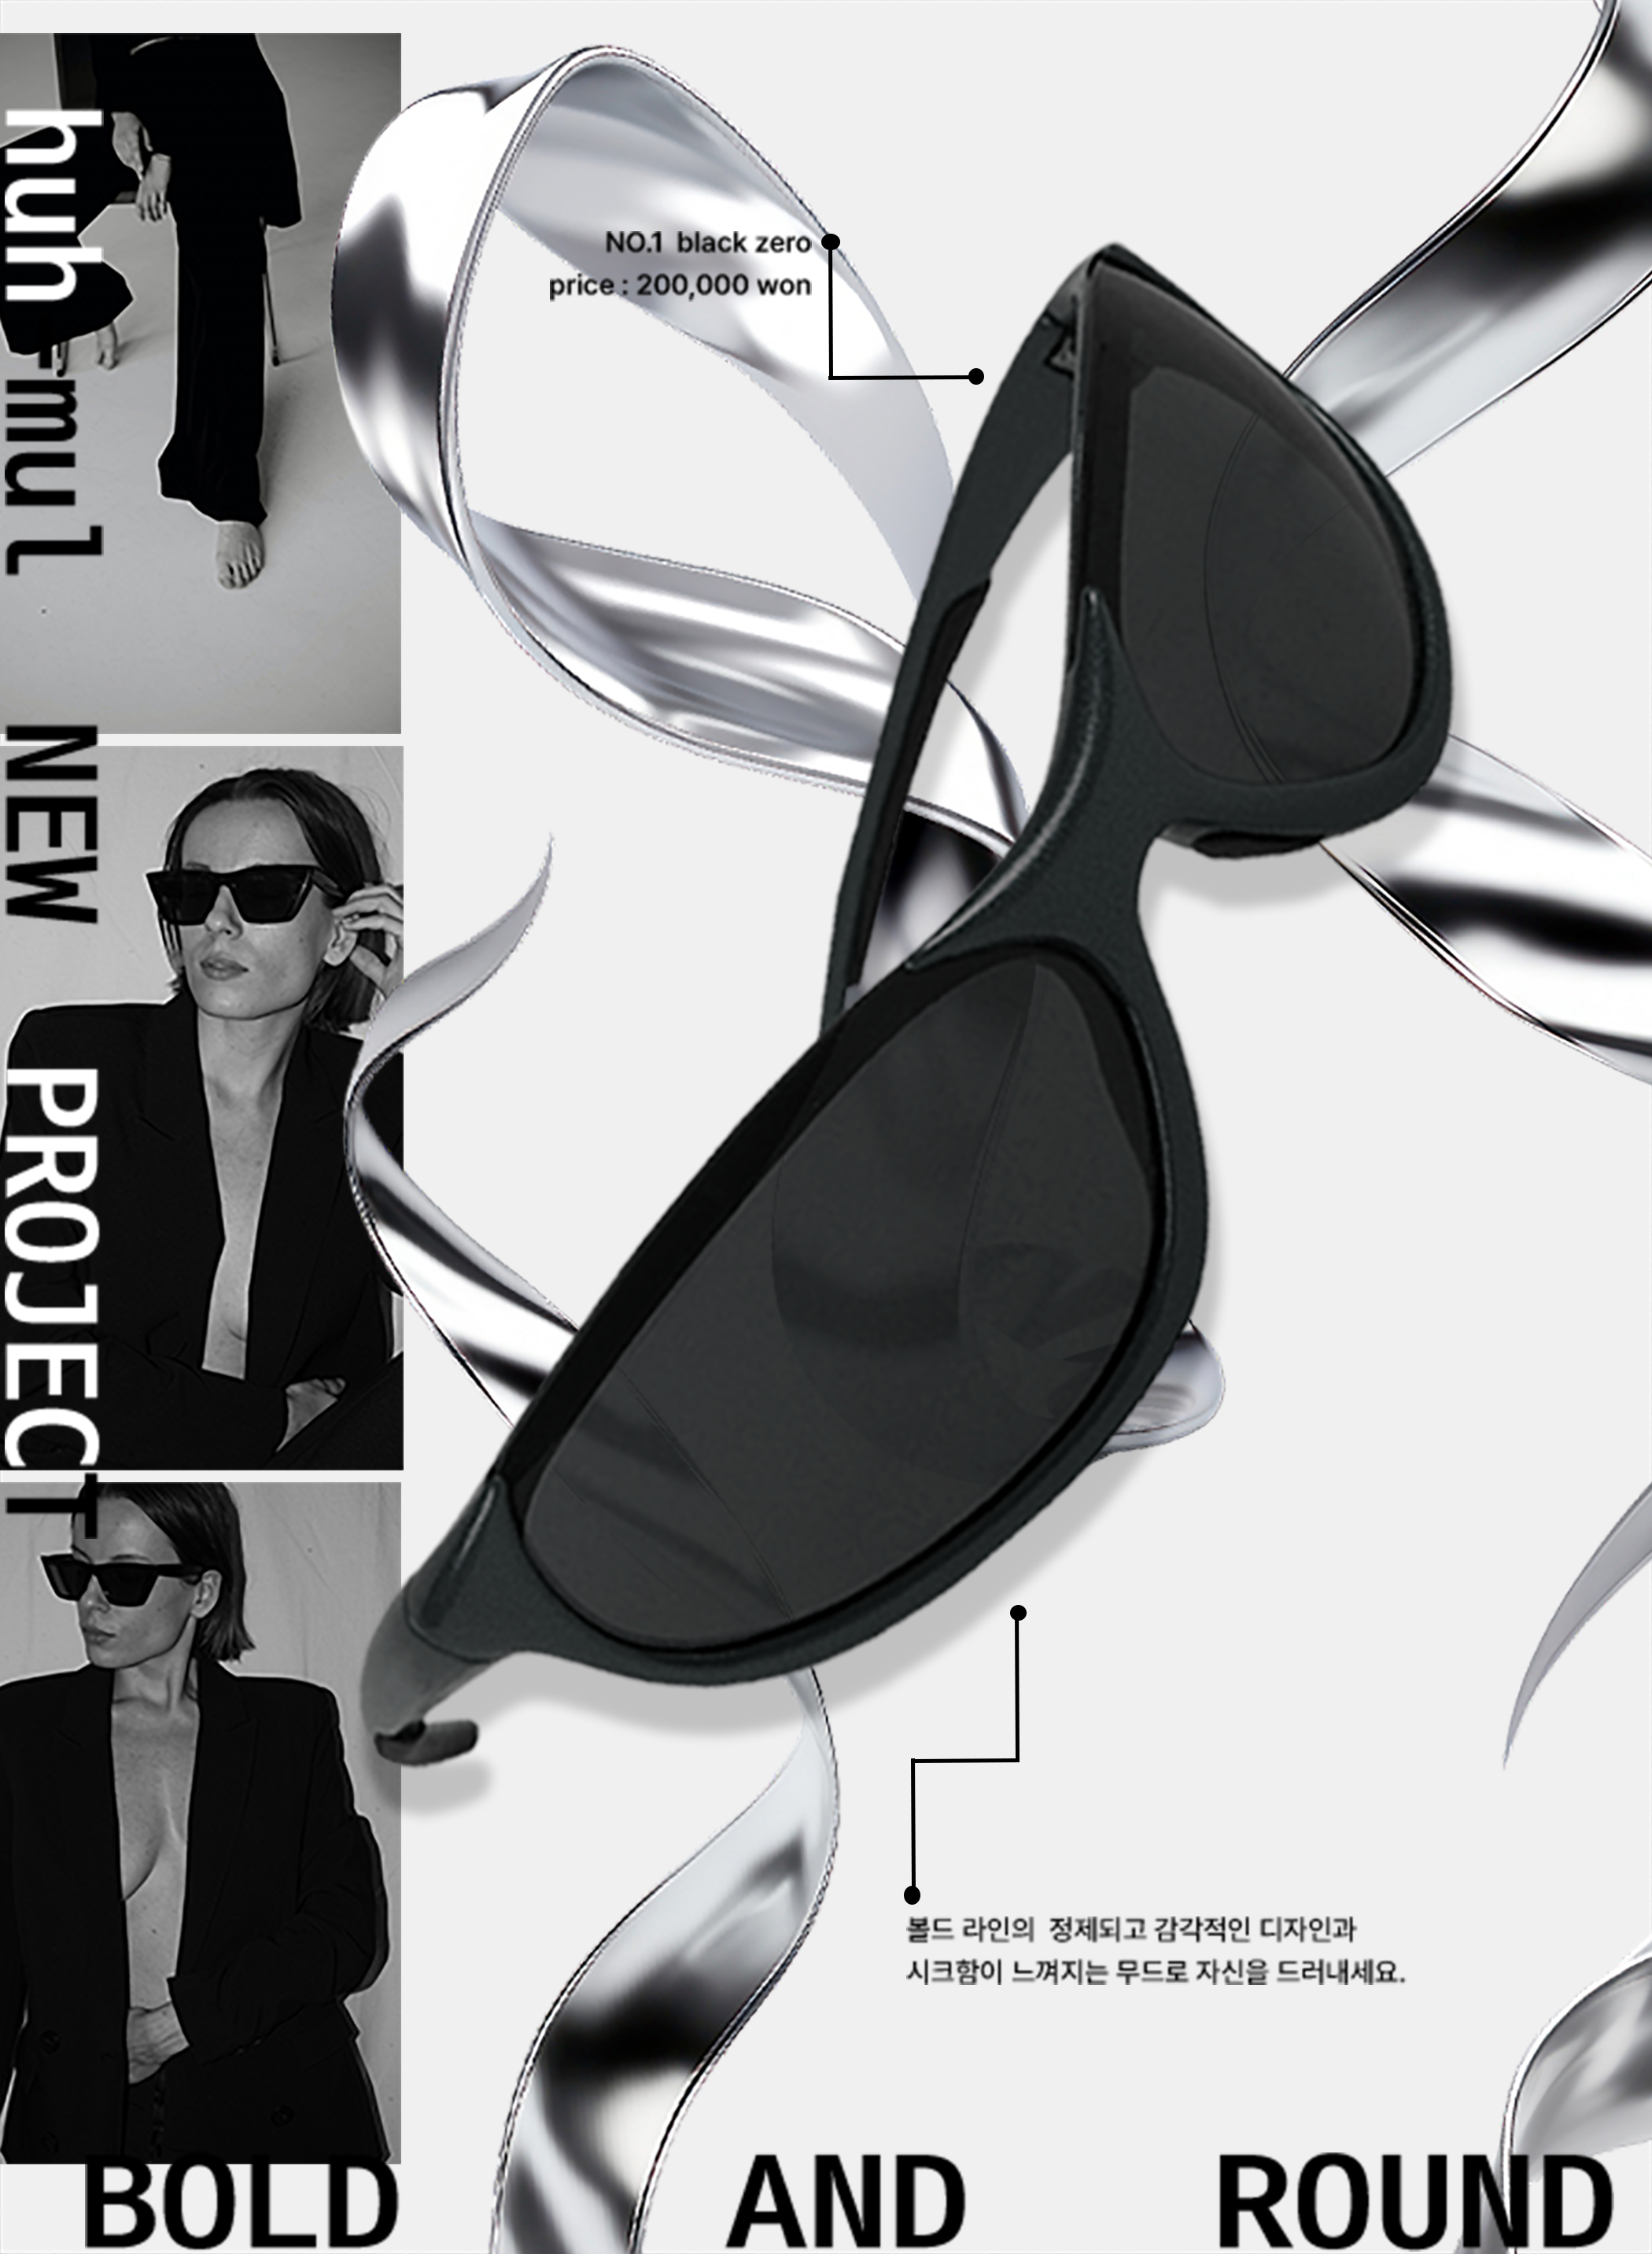 huh-mul NEW PROJECT
NO.1 black zero
price : 200,000 won
볼드 라인의 정제되고 감각적인 디자인과
시크함이 느껴지는 무드로 자신을 드러내세요.
BOLD AND ROUND